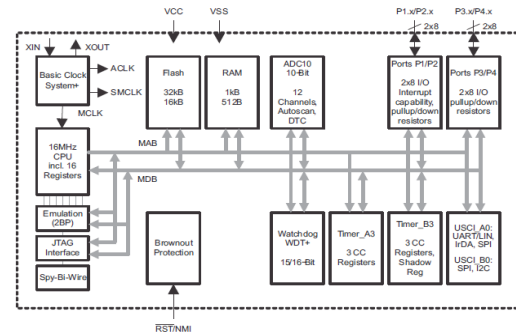 VCC
VSS
P1.x/P2.x
P3.x/P4.x
2x8
2x8
XIN
XOUT
Basic Clock
System+
ACLK
SMCLK
MCLK
Flash
32kB
16kB
RAM
1kB
512B
ADC10
10-Bit
12
Channels,
Autoscan,
DTC
Ports P1/P2
2x8 I/O
Interrupt
capability,
pullup/down
resistors
Ports P3/P4
2x8 I/O
pullup/down
resistors
16MHz
CPU
incl. 16
Registers
MAB
MDB
Emulation
(2BP)
JTAG
Interface
Spy-Bi-Wire
Brownout
Protection
Watchdog
WDT+
15/16-Bit
Timer_A3
3 CC
Registers
Timer_B3
3 CC
Registers,
Shadow
Reg
USCI_A0:
UART/LIN,
IrDA, SPI
USCI_B0:
SPI, I2C
RST/NMI